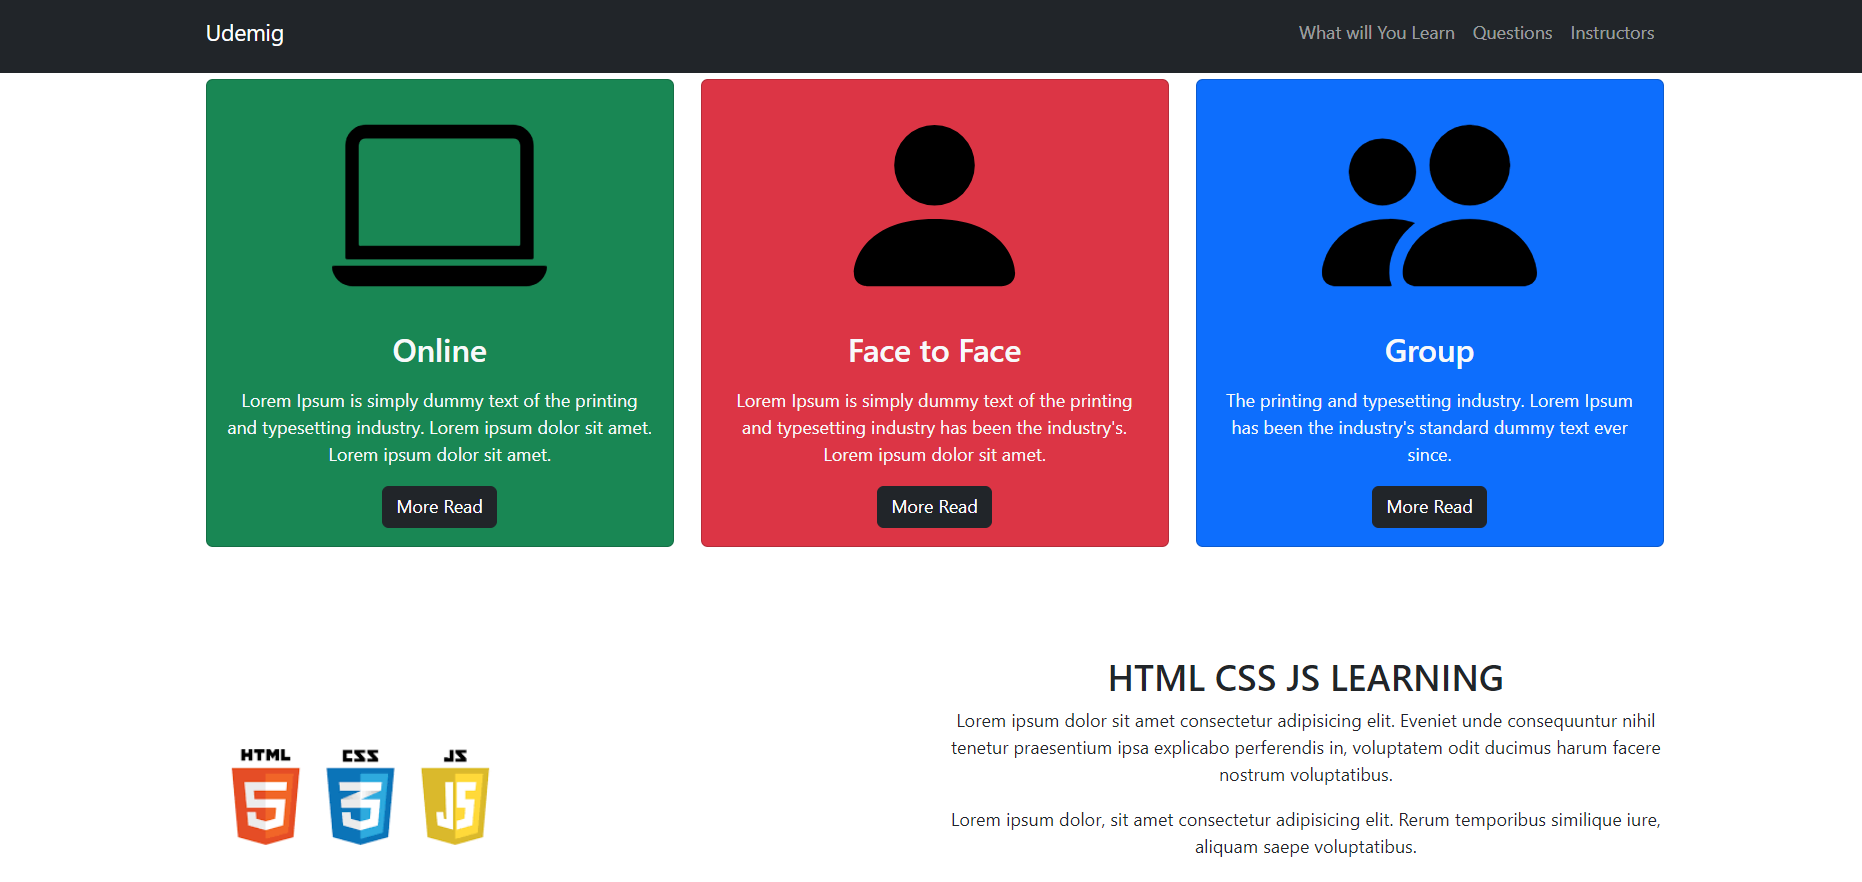 Udemig
What will You Learn Questions Instructors
Online
Lorem Ipsum is simply dummy text of the printing
and typesetting industry. Lorem ipsum dolor sit amet.
Lorem ipsum dolor sit amet.
More Read
Face to Face
Lorem Ipsum is simply dummy text of the printing
and typesetting industry has been the industry's.
Lorem ipsum dolor sit amet.
More Read
Group
The printing and typesetting industry. Lorem Ipsum
has been the industry's standard dummy text ever
since.
More Read
HTML CSS JS
5 3 JS
HTML CSS JS LEARNING
Lorem ipsum dolor sit amet consectetur adipisicing elit. Eveniet unde consequuntur nihil
tenetur praesentium ipsa explicabo perferendis in, voluptatem odit ducimus harum facere
nostrum voluptatibus.
Lorem ipsum dolor, sit amet consectetur adipisicing elit. Rerum temporibus similique iure,
aliquam saepe voluptatibus.